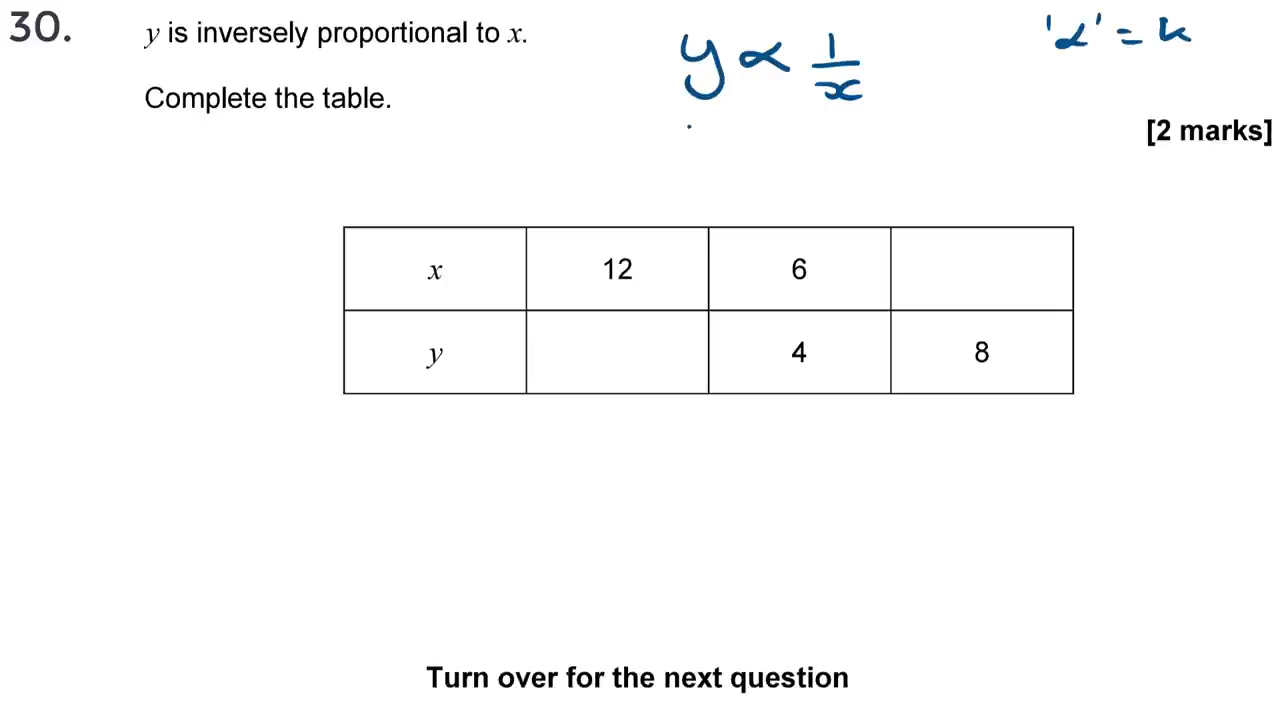 30. y is inversely proportional to x.
y ∝ 1/x
'∝' = k
Complete the table.
[2 marks]
x 12 6
y 4 8
Turn over for the next question